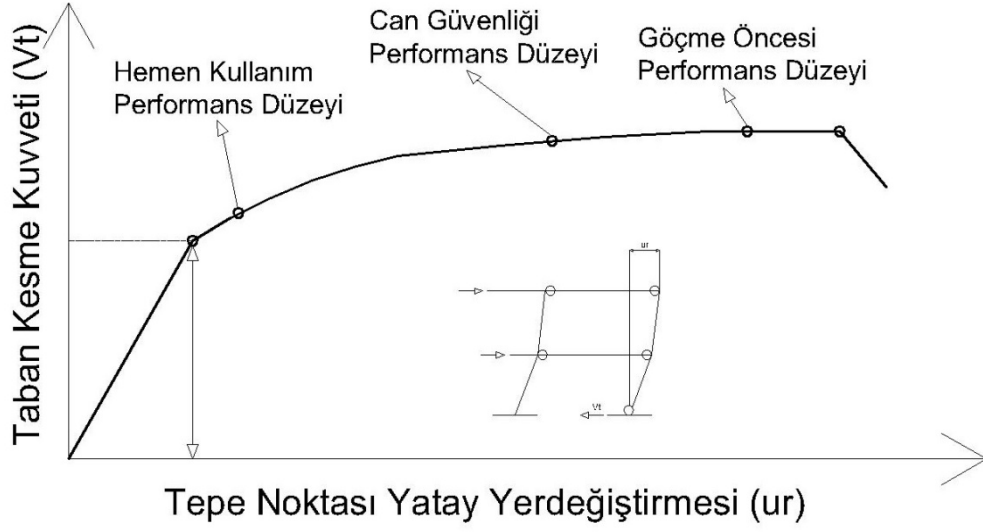 Taban Kesme Kuvveti (Vt)
Hemen Kullanım
Performans Düzeyi
Can Güvenliği
Performans Düzeyi
Göçme Öncesi
Performans Düzeyi
ur
Vt
Tepe Noktası Yatay Yerdeğiştirmesi (ur)